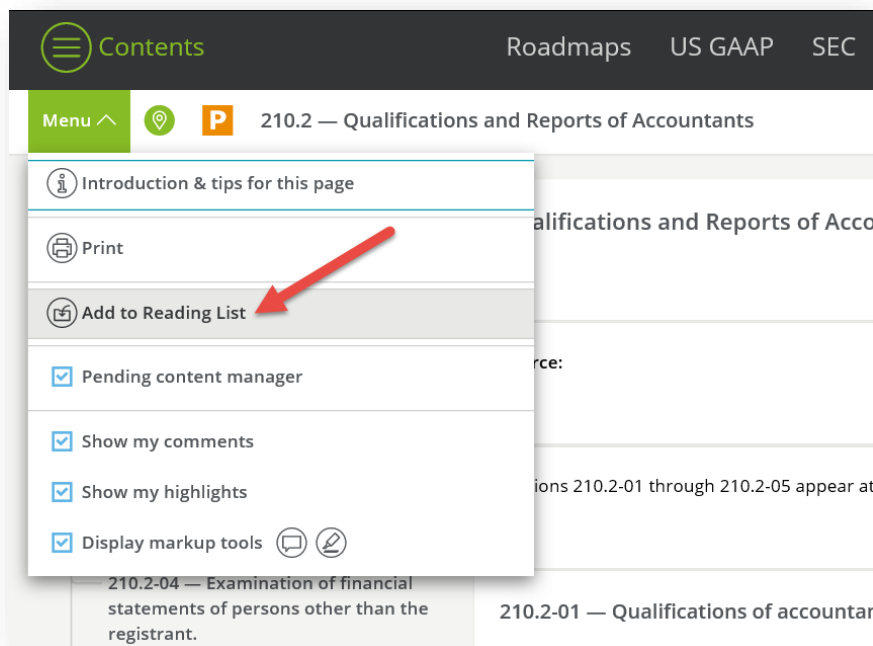 Contents
Roadmaps US GAAP SEC
Menu
P
210.2 — Qualifications and Reports of Accountants
Introduction & tips for this page
alifications and Reports of Acco
Print
Add to Reading List
rce:
Pending content manager
Show my comments
Show my highlights
ions 210.2-01 through 210.2-05 appear at
Display markup tools
210.2-04 — Examination of financial
statements of persons other than the
registrant.
210.2-01 — Qualifications of accountan